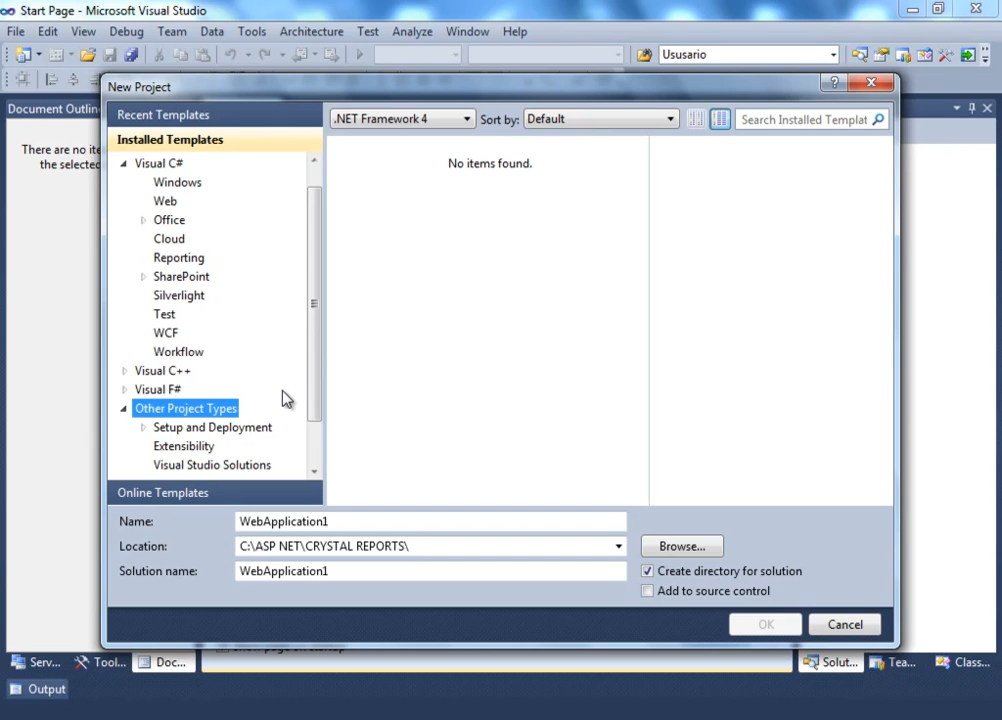 Start Page - Microsoft Visual Studio
File Edit View Debug Team Data Tools Architecture Test Analyze Window Help
Ususario
New Project
Document Outlin
There are no ite
the selected
Recent Templates
Installed Templates
.NET Framework 4
Sort by:
Default
Search Installed Templat
No items found.
Visual C#
Windows
Web
Office
Cloud
Reporting
SharePoint
Silverlight
Test
WCF
Workflow
Visual C++
Visual F#
Other Project Types
Setup and Deployment
Extensibility
Visual Studio Solutions
Online Templates
Name: WebApplication1
Location: C:\ASP NET\CRYSTAL REPORTS\
Browse...
Solution name: WebApplication1
Create directory for solution
Add to source control
OK Cancel
Serv... Tool... Doc...
Solut... Tea... Class...
Output